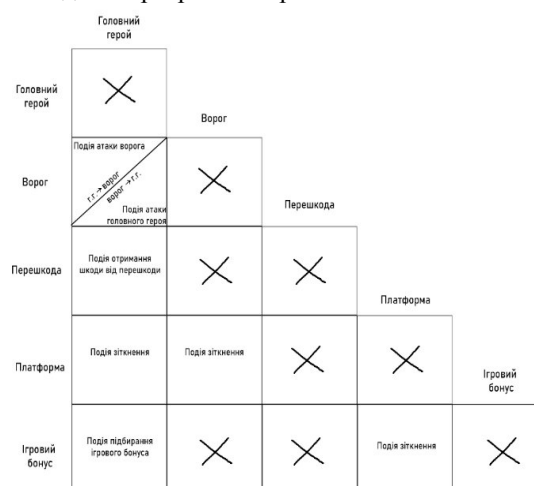 Головний
герой
Головний
герой
Ворог
Ворог
Подія атаки ворога
г.г. → ворог
ворог → г.г.
Подія атаки
головного героя
Перешкода
Перешкода
Подія отримання
шкоди від перешкоди
Платформа
Платформа
Подія зіткнення
Подія зіткнення
Ігровий
бонус
Ігровий
бонус
Подія підбирання
ігрового бонуса
Подія зіткнення